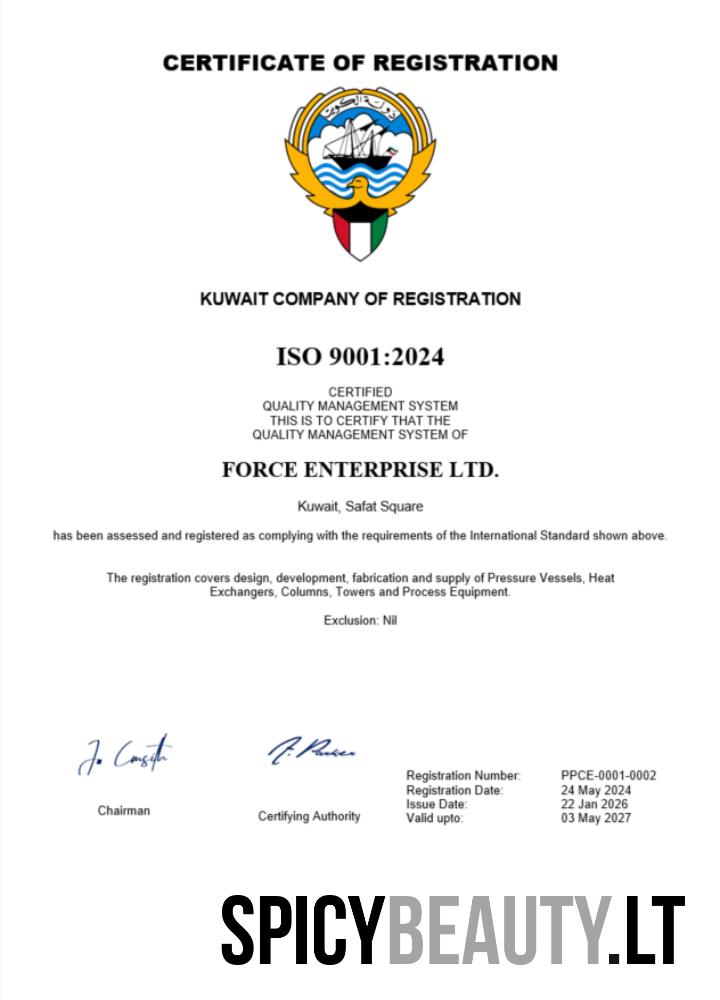 CERTIFICATE OF REGISTRATION
دولة الكويت
KUWAIT COMPANY OF REGISTRATION
ISO 9001:2024
CERTIFIED
QUALITY MANAGEMENT SYSTEM
THIS IS TO CERTIFY THAT THE
QUALITY MANAGEMENT SYSTEM OF
FORCE ENTERPRISE LTD.
Kuwait, Safat Square
has been assessed and registered as complying with the requirements of the International Standard shown above.
The registration covers design, development, fabrication and supply of Pressure Vessels, Heat
Exchangers, Columns, Towers and Process Equipment.
Exclusion: Nil
Chairman
Certifying Authority
Registration Number: PPCE-0001-0002
Registration Date: 24 May 2024
Issue Date: 22 Jan 2026
Valid upto: 03 May 2027
SPICYBEAUTY.LT